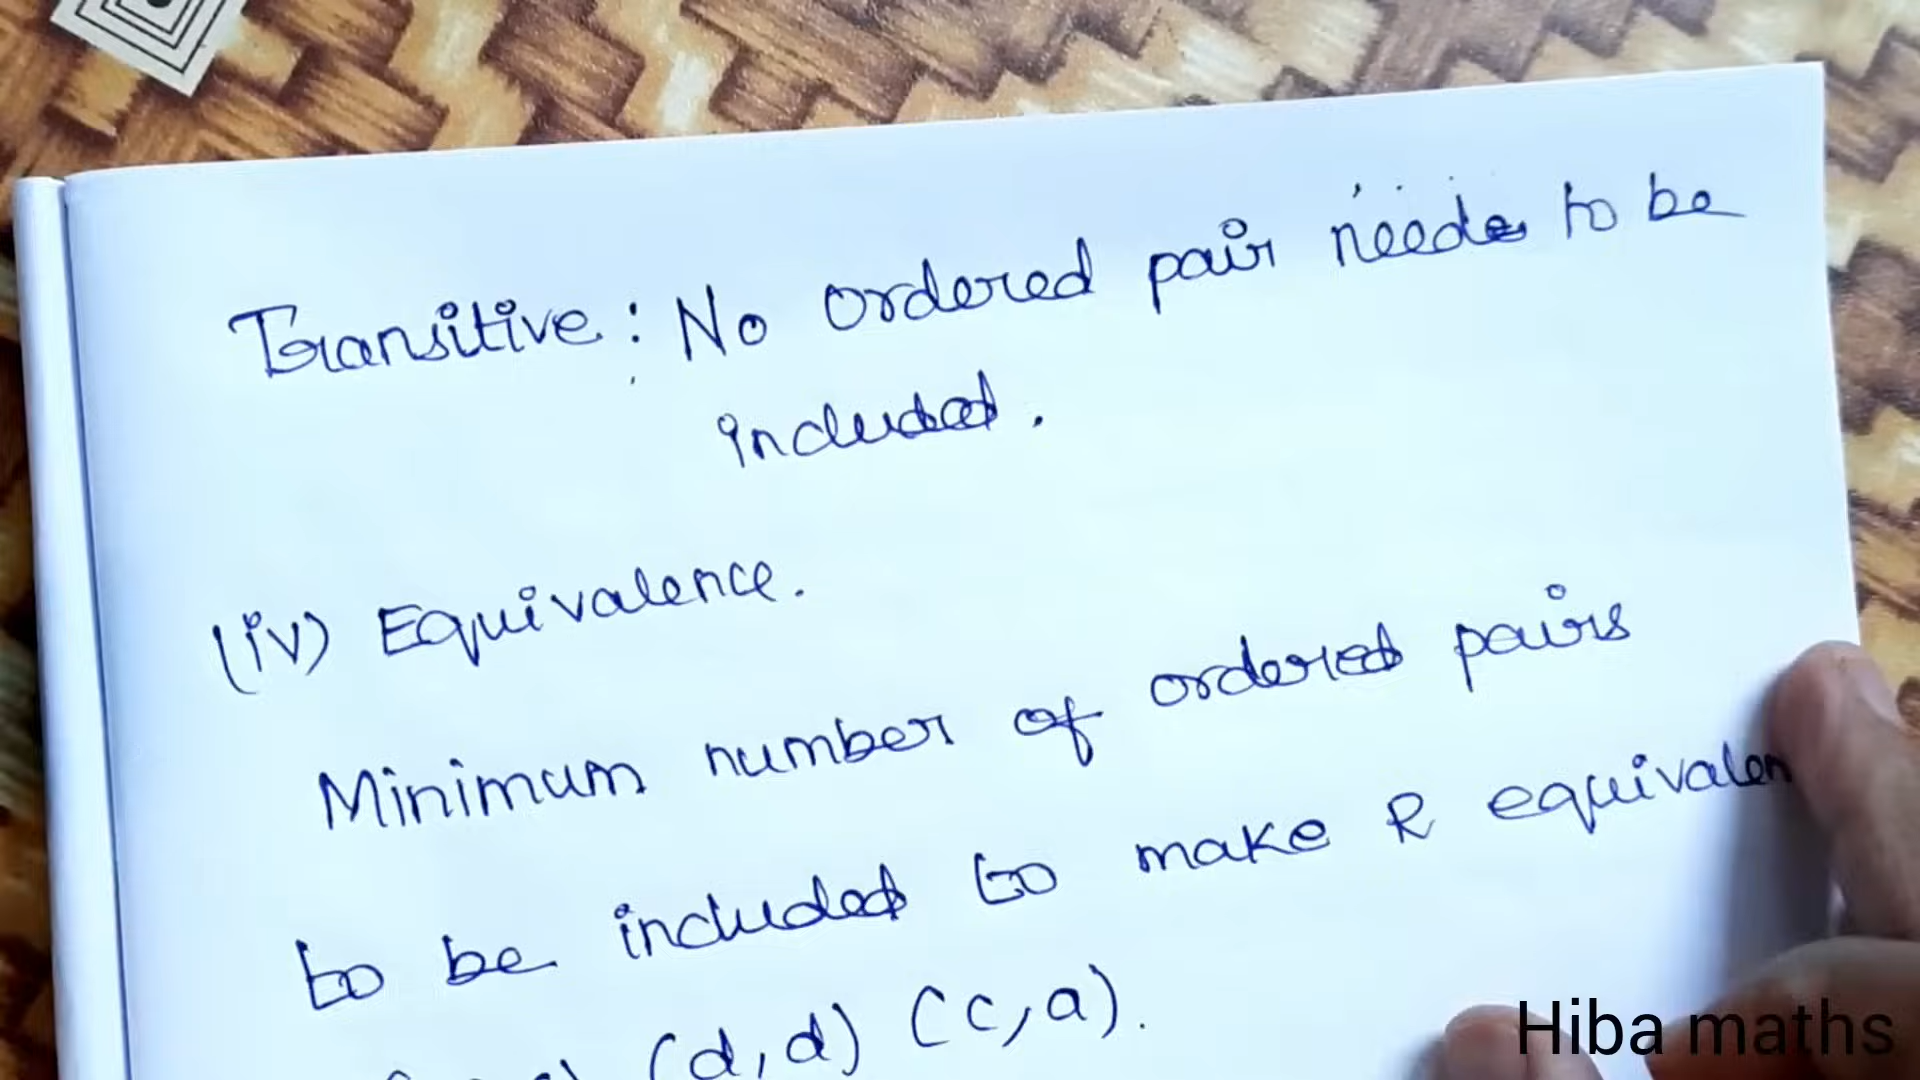 Transitive : No ordered pair needs to be
included.
(iv) Equivalence.
Minimum number of ordered pairs
to be included to make R equivalen
(d,d) (c,a).
Hiba maths